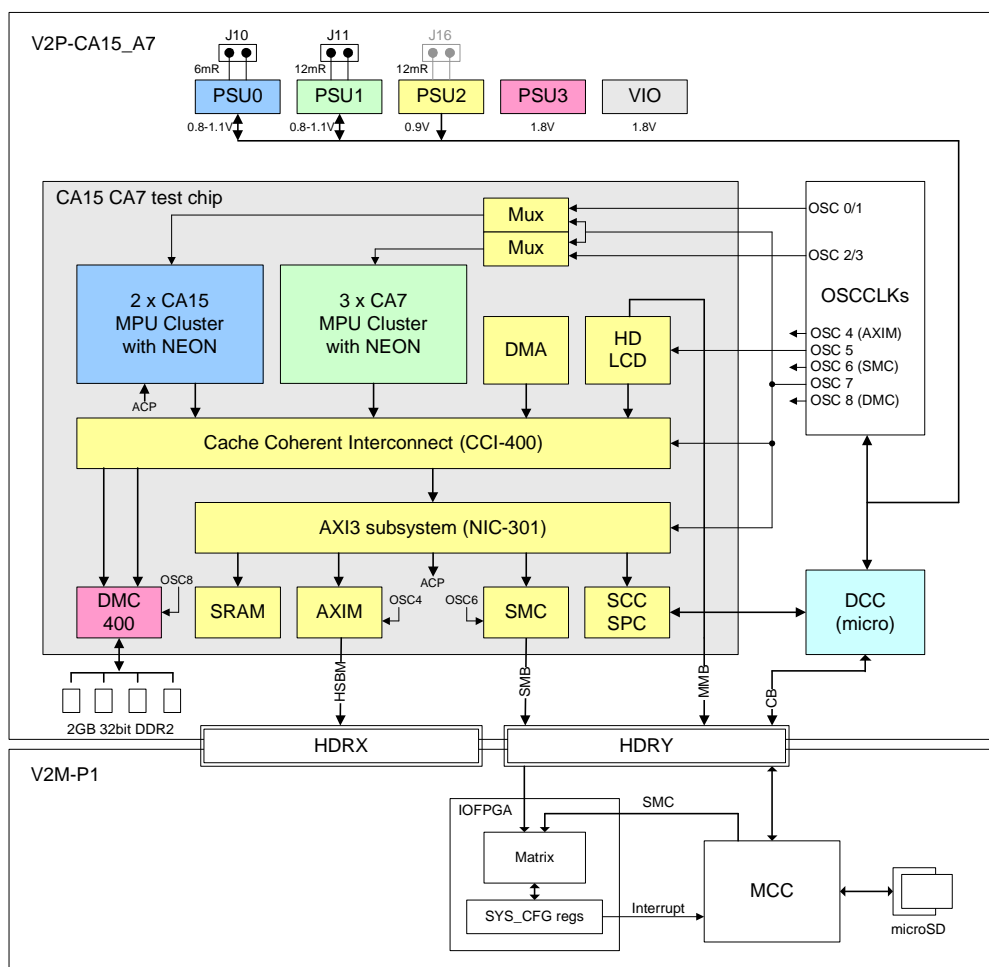 V2P-CA15_A7
J10
J11
J16
6mR
12mR
12mR
PSU0
PSU1
PSU2
PSU3
VIO
0.8-1.1V
0.8-1.1V
0.9V
1.8V
1.8V
CA15 CA7 test chip
Mux
Mux
OSC 0/1
OSC 2/3
OSCCLKs
OSC 4 (AXIM)
OSC 5
OSC 6 (SMC)
OSC 7
OSC 8 (DMC)
2 x CA15
MPU Cluster
with NEON
3 x CA7
MPU Cluster
with NEON
DMA
HD
LCD
ACP
Cache Coherent Interconnect (CCI-400)
AXI3 subsystem (NIC-301)
ACP
OSC8
OSC4
OSC6
DMC
400
SRAM
AXIM
SMC
SCC
SPC
DCC
(micro)
HSBM
SMB
MMB
CB
2GB 32bit DDR2
HDRX
HDRY
V2M-P1
IOFPGA
SMC
Matrix
MCC
SYS_CFG regs
Interrupt
microSD